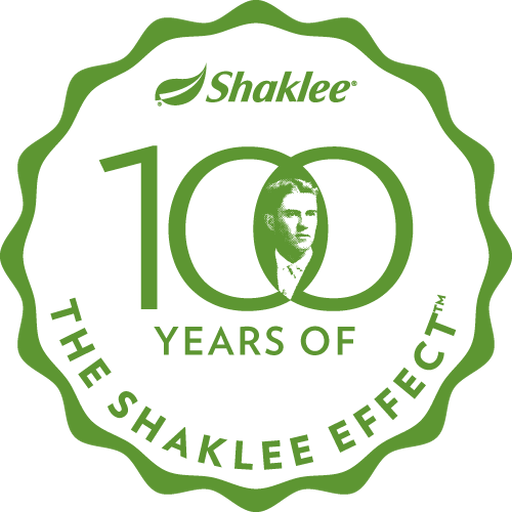 Shaklee®
100
YEARS OF
THE SHAKLEE EFFECT™